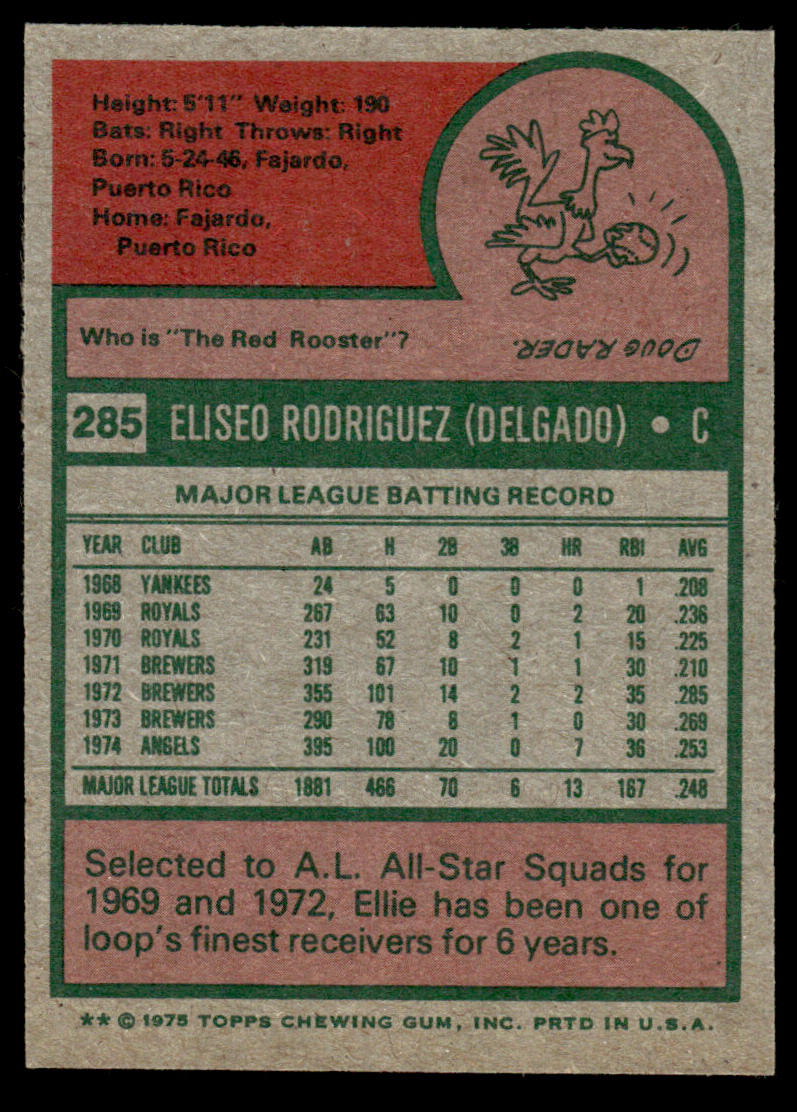 Height: 5'11" Weight: 190
Bats: Right Throws: Right
Born: 5-24-46, Fajardo,
Puerto Rico
Home: Fajardo,
Puerto Rico
Who is "The Red Rooster"?
DOUG RADER.
285 ELISEO RODRIGUEZ (DELGADO) • C
MAJOR LEAGUE BATTING RECORD
YEAR CLUB AB H 2B 3B HR RBI AVG
1968 YANKEES 24 5 0 0 0 1 .208
1969 ROYALS 267 63 10 0 2 20 .236
1970 ROYALS 231 52 8 2 1 15 .225
1971 BREWERS 319 67 10 1 1 30 .210
1972 BREWERS 355 101 14 2 2 35 .285
1973 BREWERS 290 78 8 1 0 30 .269
1974 ANGELS 395 100 20 0 7 36 .253
MAJOR LEAGUE TOTALS 1881 466 70 6 13 167 .248
Selected to A.L. All-Star Squads for
1969 and 1972, Ellie has been one of
loop's finest receivers for 6 years.
** © 1975 TOPPS CHEWING GUM, INC. PRTD IN U.S.A.